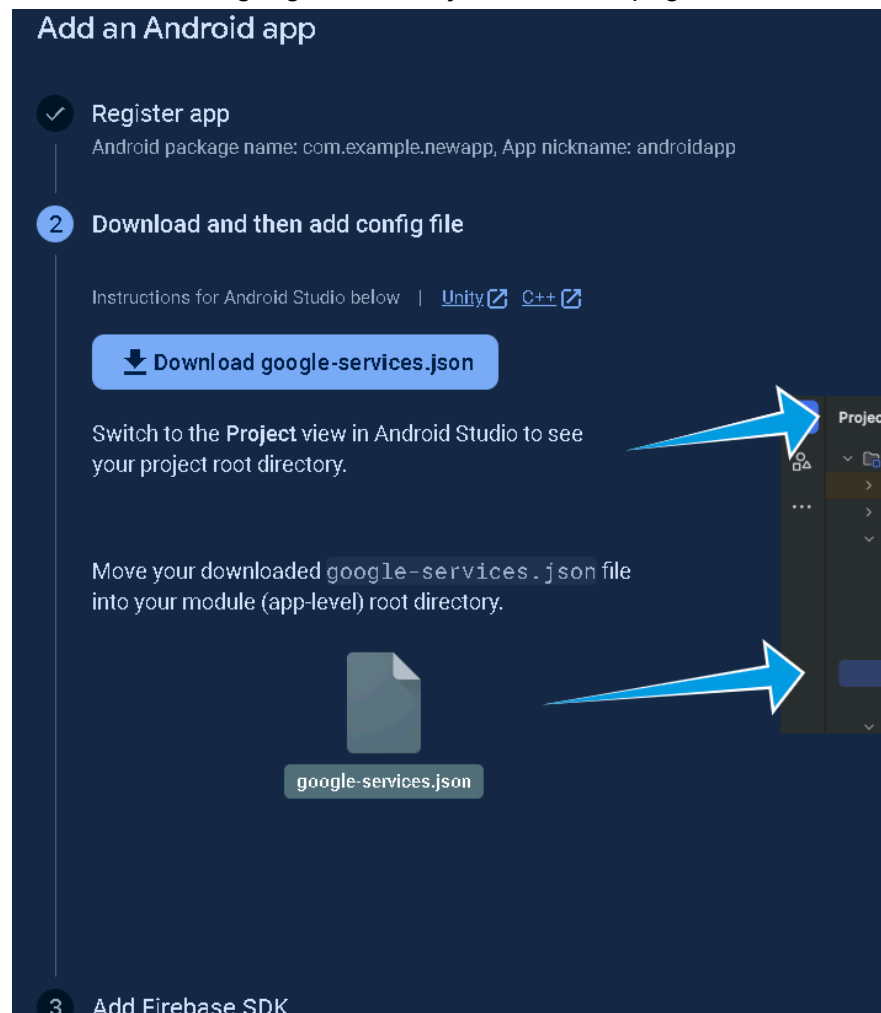 Add an Android app
Register app
Android package name: com.example.newapp, App nickname: androidapp
2 Download and then add config file
Instructions for Android Studio below | Unity C++
Download google-services.json
Switch to the Project view in Android Studio to see
your project root directory.
Projec
Move your downloaded google-services.json file
into your module (app-level) root directory.
google-services.json
3 Add Firebase SDK